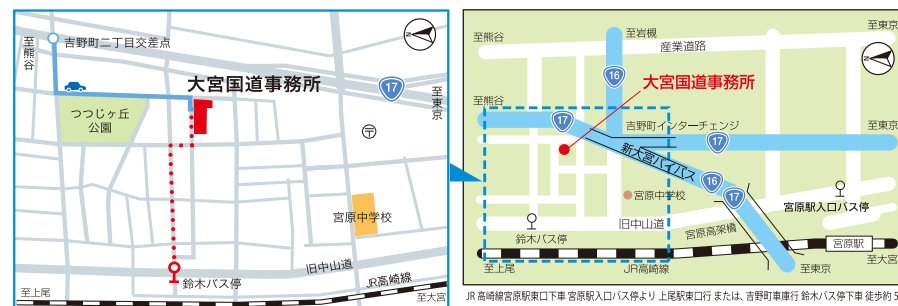 至熊谷
吉野町二丁目交差点
N
大宮国道事務所
17
至東京
つつじヶ丘
公園
宮原中学校
旧中山道
鈴木バス停
JR高崎線
至上尾
至大宮
至岩槻
至東京
至熊谷
産業道路
N
16
大宮国道事務所
至熊谷
17
吉野町インターチェンジ
至東京
17
新大宮バイパス
16
17
宮原中学校
宮原駅入口バス停
旧中山道
宮原高架橋
鈴木バス停
宮原駅
至上尾
JR高崎線
至東京
至大宮
JR 高崎線宮原駅東口下車 宮原駅入口バス停より 上尾駅東口行 または、吉野町車庫行 鈴木バス停下車 徒歩約 5